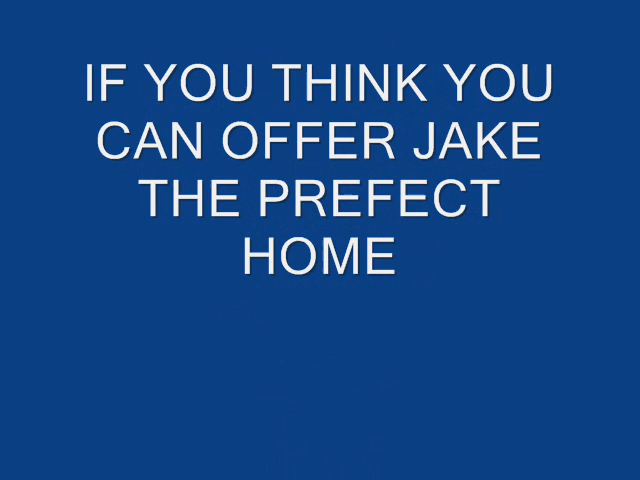 IF YOU THINK YOU
CAN OFFER JAKE
THE PREFECT
HOME